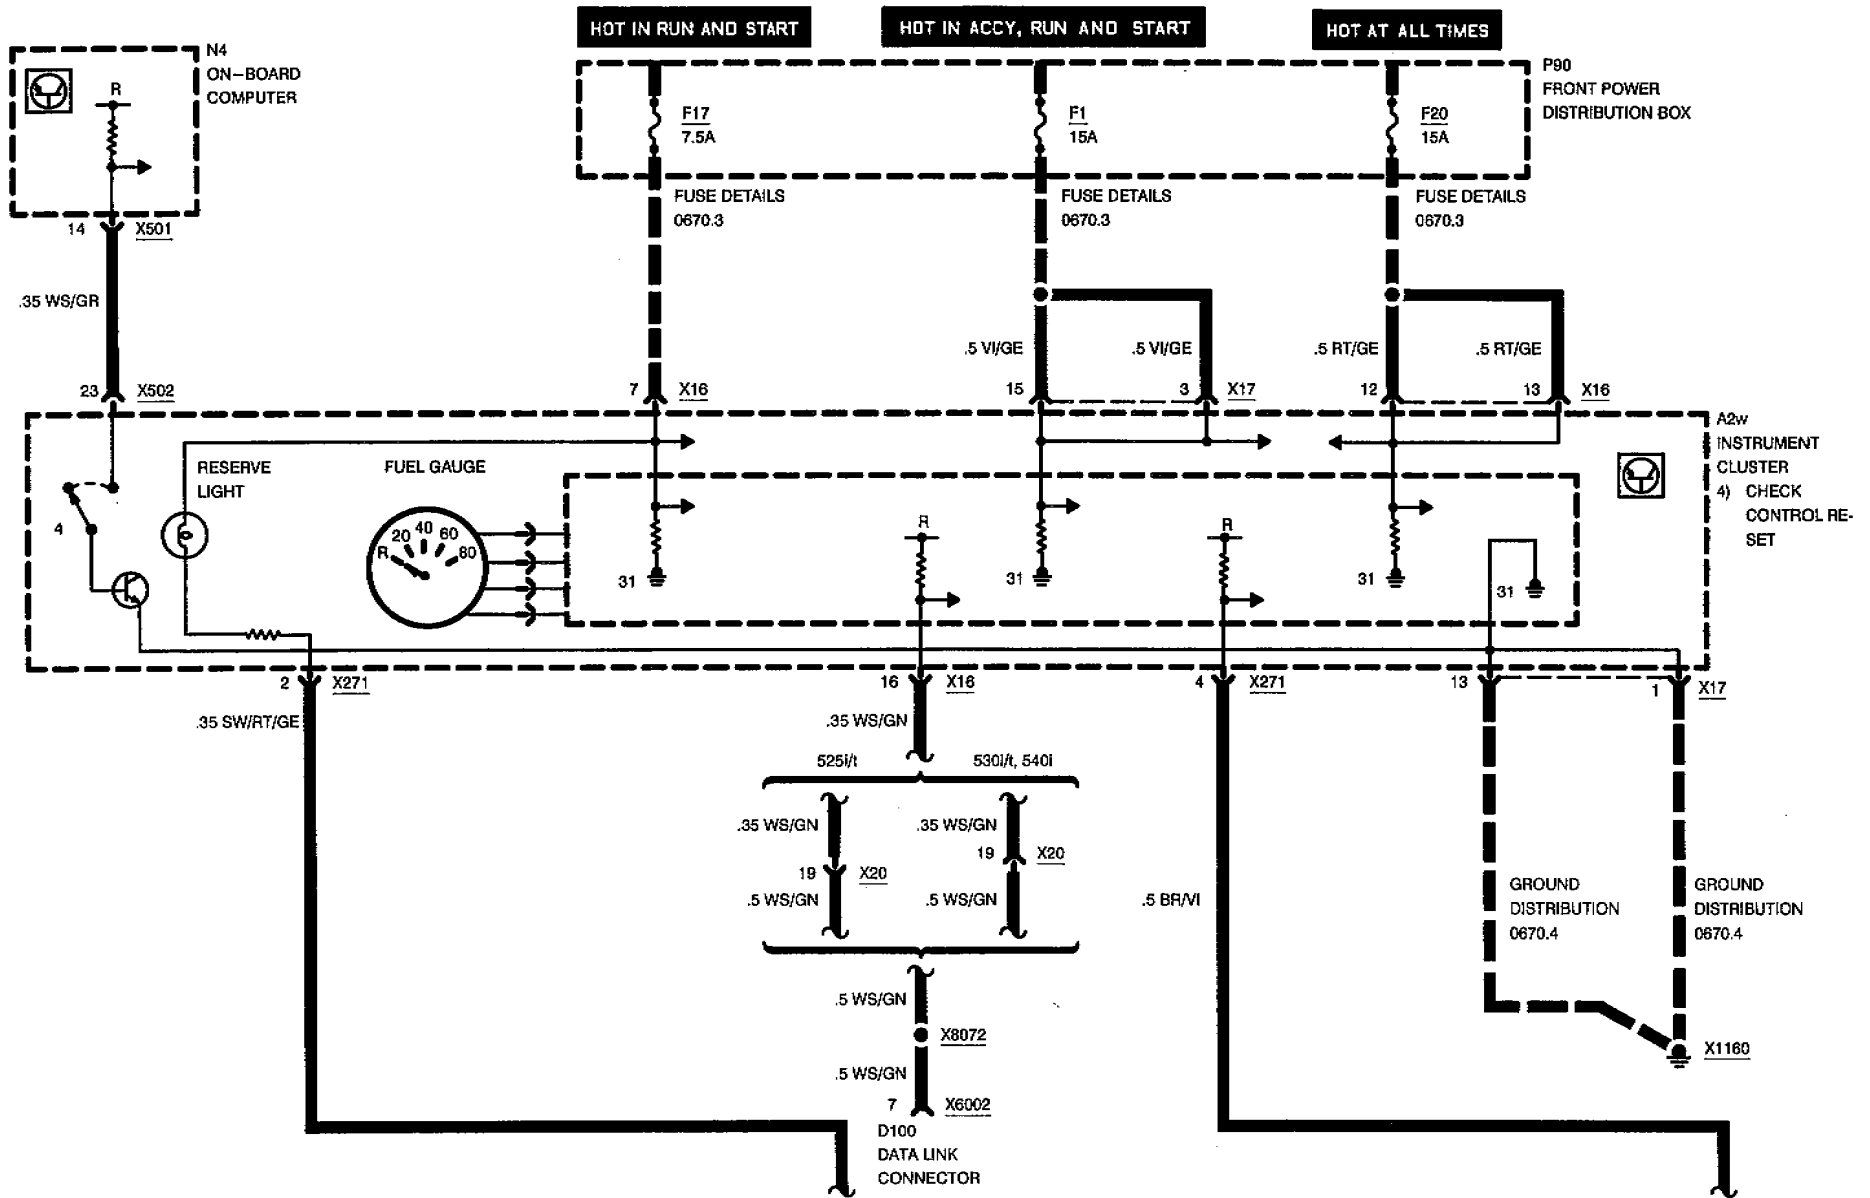 HOT IN RUN AND START
HOT IN ACCY, RUN AND START
HOT AT ALL TIMES
N4
ON-BOARD
COMPUTER
R
14
X501
.35 WS/GR
23
X502
P90
FRONT POWER
DISTRIBUTION BOX
F17
7.5A
F1
15A
F20
15A
FUSE DETAILS
0670.3
FUSE DETAILS
0670.3
FUSE DETAILS
0670.3
.5 VI/GE
.5 VI/GE
.5 RT/GE
.5 RT/GE
7
X16
15
3
X17
12
13
X16
A2w
INSTRUMENT
CLUSTER
4) CHECK
CONTROL RE-
SET
RESERVE
LIGHT
FUEL GAUGE
4
R
20
40
60
80
31
R
31
R
31
31
2
X271
16
X16
4
X271
13
1
X17
.35 SW/RT/GE
.35 WS/GN
525i/t
530i/t, 540i
.35 WS/GN
.35 WS/GN
19
X20
19
X20
.5 WS/GN
.5 WS/GN
.5 BR/VI
GROUND
DISTRIBUTION
0670.4
GROUND
DISTRIBUTION
0670.4
.5 WS/GN
X8072
.5 WS/GN
7
X6002
X1160
D100
DATA LINK
CONNECTOR